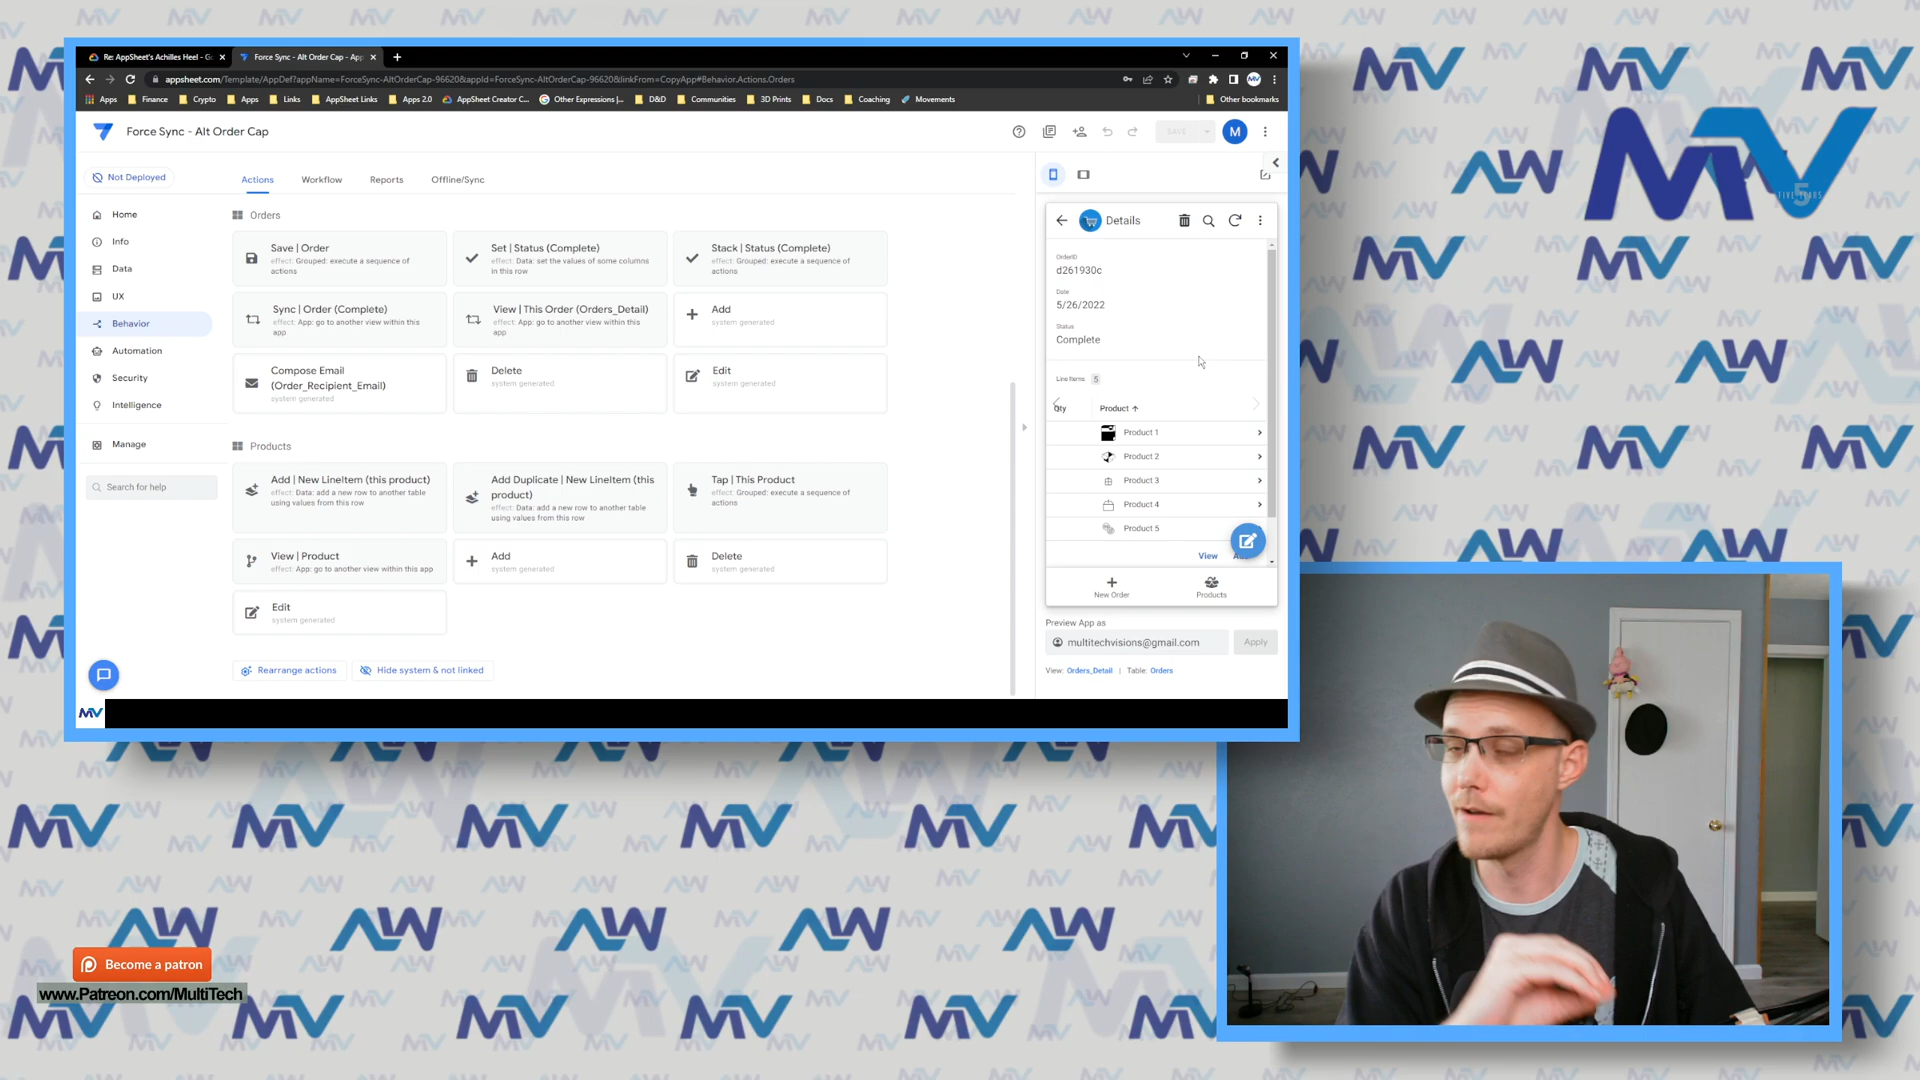 Re: AppSheet's Achilles Heel - G
Force Sync - Alt Order Cap - App
appsheet.com/Template/AppDef?appName=ForceSync-AltOrderCap-96620&appId=ForceSync-AltOrderCap-96620&linkFrom=CopyApp#Behavior.Actions.Orders
Apps Finance Crypto Apps Links AppSheet Links Apps 2.0 AppSheet Creator C... Other Expressions |... D&D Communities 3D Prints Docs Coaching Movements Other bookmarks
Force Sync - Alt Order Cap
SAVE
M
Not Deployed
Home
Info
Data
UX
Behavior
Automation
Security
Intelligence
Manage
Search for help
Actions Workflow Reports Offline/Sync
Orders
Save | Order
effect: Grouped: execute a sequence of
actions
Set | Status (Complete)
effect: Data: set the values of some columns
in this row
Stack | Status (Complete)
effect: Grouped: execute a sequence of
actions
Sync | Order (Complete)
effect: App: go to another view within this
app
View | This Order (Orders_Detail)
effect: App: go to another view within this
app
Add
system generated
Compose Email
(Order_Recipient_Email)
system generated
Delete
system generated
Edit
system generated
Products
Add | New LineItem (this product)
effect: Data: add a new row to another table
using values from this row
Add Duplicate | New LineItem (this
product)
effect: Data: add a new row to another table
using values from this row
Tap | This Product
effect: Grouped: execute a sequence of
actions
View | Product
effect: App: go to another view within this app
Add
system generated
Delete
system generated
Edit
system generated
Rearrange actions
Hide system & not linked
Details
OrderID
d261930c
Date
5/26/2022
Status
Complete
Line Items 5
Qty Product
Product 1
Product 2
Product 3
Product 4
Product 5
View
New Order
Products
Preview App as
multitechvisions@gmail.com
Apply
View: Orders_Detail | Table: Orders
MV
MV
5
FIVE YEARS
Become a patron
www.Patreon.com/MultiTech